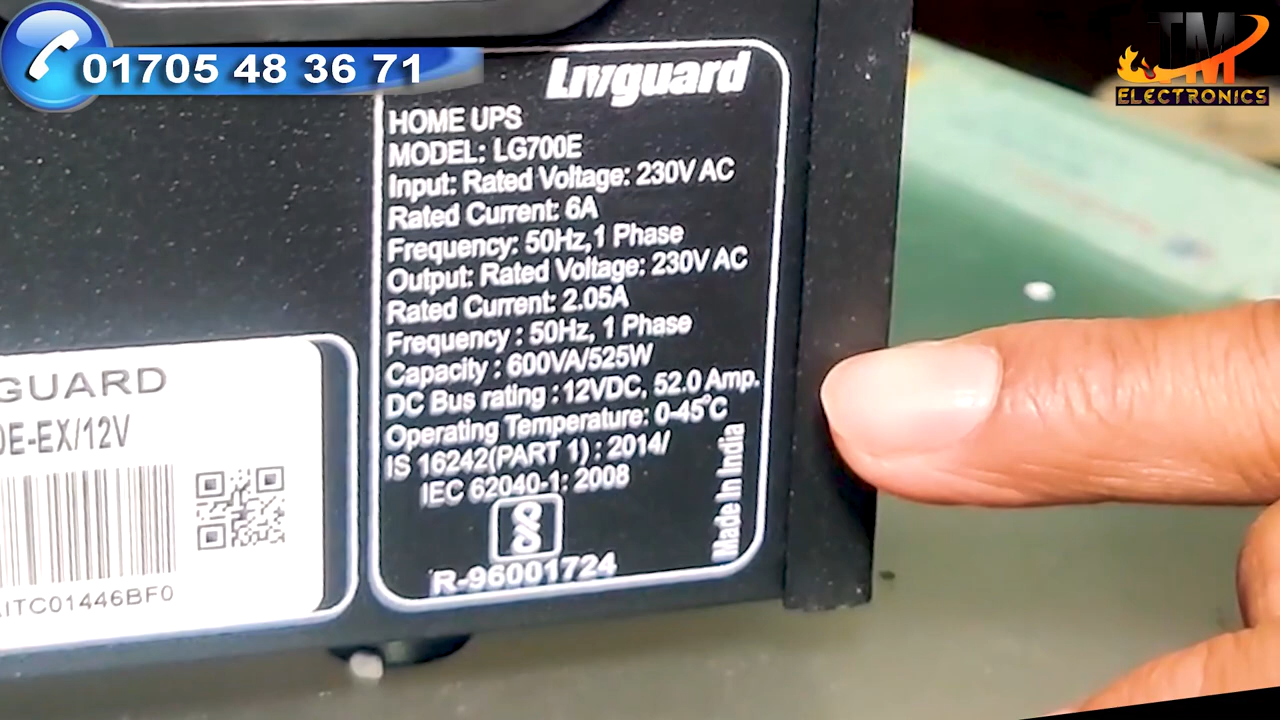 01705 48 36 71
TM
ELECTRONICS
Livguard
HOME UPS
MODEL: LG700E
Input: Rated Voltage: 230V AC
Rated Current: 6A
Frequency: 50Hz,1 Phase
Output: Rated Voltage: 230V AC
Rated Current: 2.05A
Frequency : 50Hz, 1 Phase
Capacity : 600VA/525W
DC Bus rating : 12VDC, 52.0 Amp.
Operating Temperature: 0-45°C
IS 16242(PART 1) : 2014/
IEC 62040-1: 2008
R-96001724
Made In India
GUARD
0E-EX/12V
ITC01446BF0